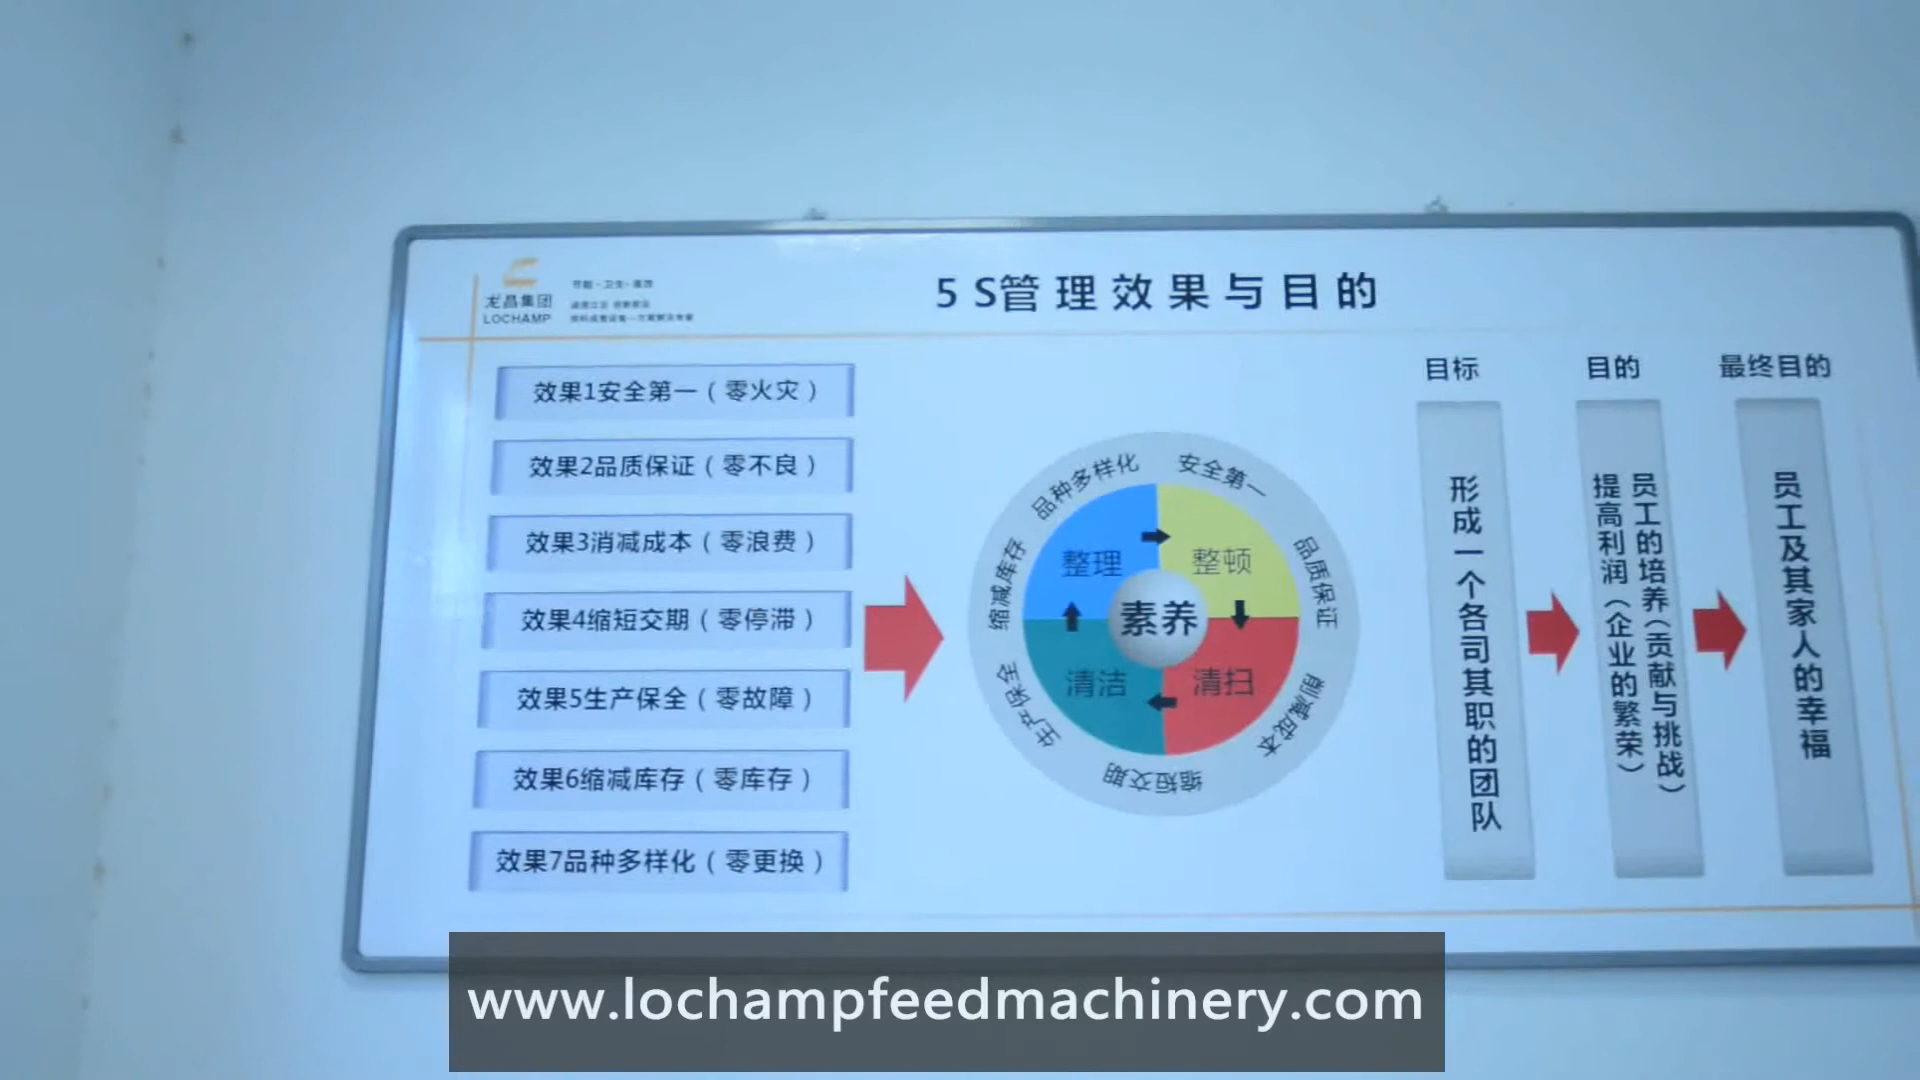 龙昌集团
LOCHAMP
5S管理效果与目的
效果1安全第一（零火灾）
效果2品质保证（零不良）
效果3消减成本（零浪费）
效果4缩短交期（零停滞）
效果5生产保全（零故障）
效果6缩减库存（零库存）
效果7品种多样化（零更换）
安全第一
品质保证
削减成本
缩短交期
生产保全
缩减库存
品种多样化
整理
整顿
素养
清洁
清扫
目标
形成一个各司其职的团队
目的
员工的培养（贡献与挑战）
提高利润（企业的繁荣）
最终目的
员工及其家人的幸福
www.lochampfeedmachinery.com